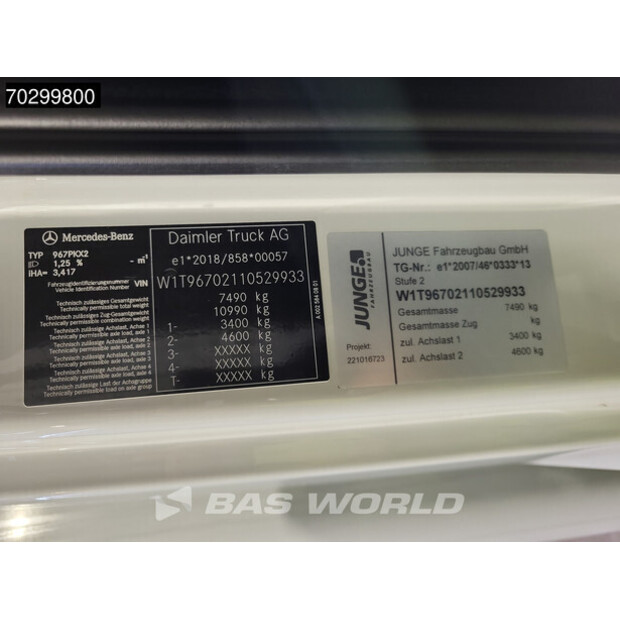 70299800
Mercedes-Benz
TYP 967PKX2
1,25 % - m¹
iHA= 3,417
Fahrzeugidentifizierungsnummer
Vehicle Identification Number VIN
Daimler Truck AG
e1*2018/858*00057
W1T96702110529933
Technisch zulässiges Gesamtgewicht
Technically permissible total weight 7490 kg
Technisch zulässiges Zug-Gesamtgewicht
Technically permissible combination weight 10990 kg
Technisch zulässige Achslast, Achse 1
Technically permissible axle load, axle 1 1- 3400 kg
Technisch zulässige Achslast, Achse 2
Technically permissible axle load, axle 2 2- 4600 kg
Technisch zulässige Achslast, Achse 3
Technically permissible axle load, axle 3 3- XXXXX kg
Technisch zulässige Achslast, Achse 4
Technically permissible axle load, axle 4 4- XXXXX kg
Technisch zulässige Last der Achsgruppe
Technically permissible load on axle group T- XXXXX kg
JUNGE
FAHRZEUGBAU
Projekt:
221016723
JUNGE Fahrzeugbau GmbH
TG-Nr.: e1*2007/46*0333*13
Stufe 2
W1T96702110529933
Gesamtmasse 7490 kg
Gesamtmasse Zug kg
zul. Achslast 1 3400 kg
zul. Achslast 2 4600 kg
BAS WORLD